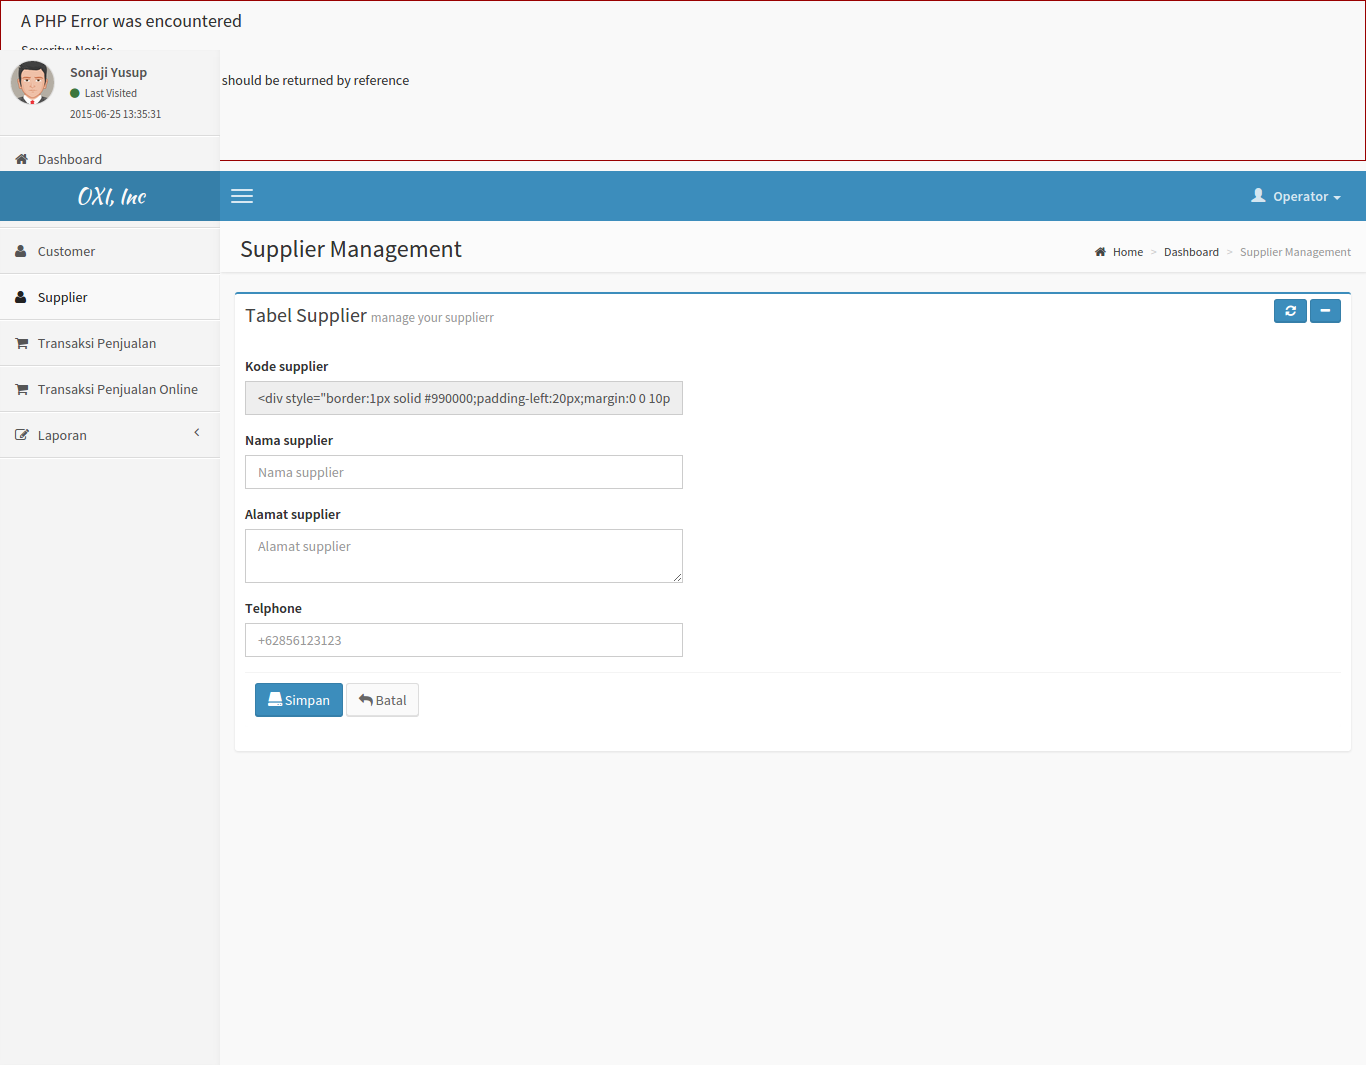 A PHP Error was encountered
Severity: Notice
should be returned by reference
Sonaji Yusup
Last Visited
2015-06-25 13:35:31
Dashboard
OXI, Inc
Operator
Customer
Supplier
Transaksi Penjualan
Transaksi Penjualan Online
Laporan
Supplier Management
Home > Dashboard > Supplier Management
Tabel Supplier manage your supplierr
Kode supplier
<div style="border:1px solid #990000;padding-left:20px;margin:0 0 10p
Nama supplier
Nama supplier
Alamat supplier
Alamat supplier
Telphone
+62856123123
Simpan
Batal